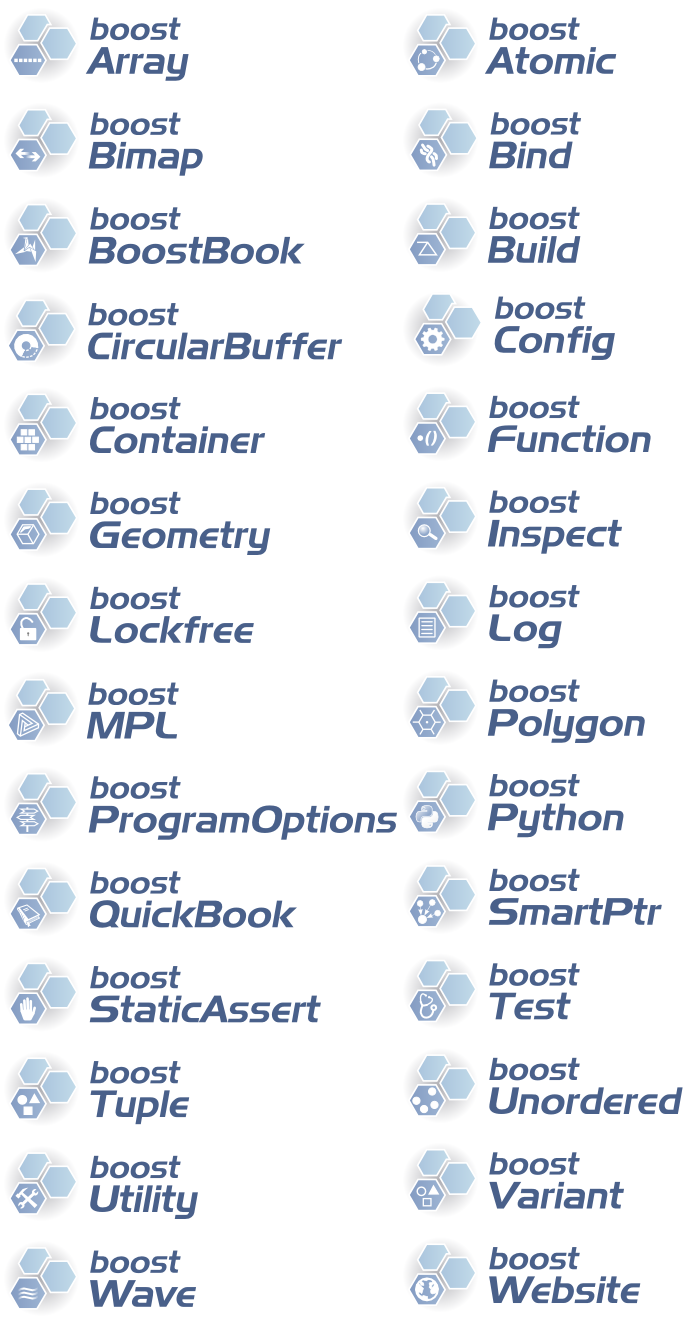 boost
Array
boost
Atomic
boost
Bimap
boost
Bind
boost
BoostBook
boost
Build
boost
CircularBuffer
boost
Config
boost
Container
boost
Function
boost
Geometry
boost
Inspect
boost
Lockfree
boost
Log
boost
MPL
boost
Polygon
boost
ProgramOptions
boost
Python
boost
QuickBook
boost
SmartPtr
boost
StaticAssert
boost
Test
boost
Tuple
boost
Unordered
boost
Utility
boost
Variant
boost
Wave
boost
Website